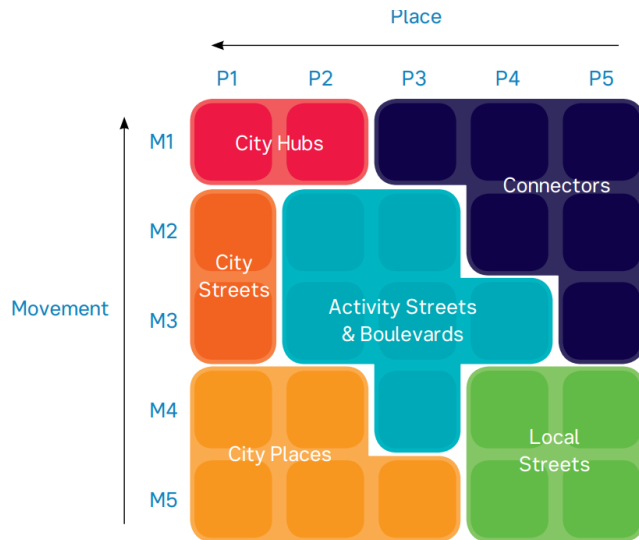 Place
P1 P2 P3 P4 P5
M1
City Hubs
Connectors
M2
City
Streets
Movement
M3
Activity Streets
& Boulevards
M4
City Places
Local
Streets
M5